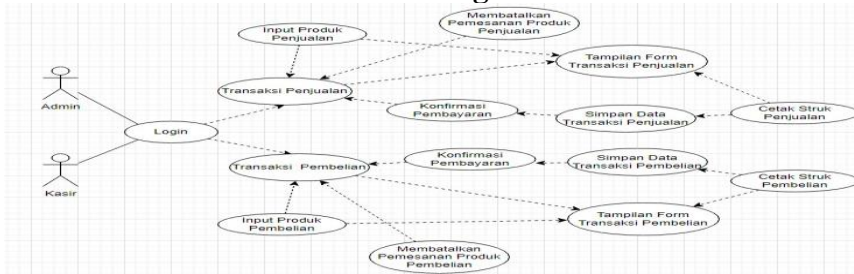 Membatalkan
Pemesanan Produk
Penjualan
Input Produk
Penjualan
Tampilan Form
Transaksi Penjualan
Transaksi Penjualan
Admin
Konfirmasi
Pembayaran
Simpan Data
Transaksi Penjualan
Cetak Struk
Penjualan
Login
Konfirmasi
Pembayaran
Simpan Data
Transaksi Pembelian
Transaksi Pembelian
Cetak Struk
Pembelian
Kasir
Input Produk
Pembelian
Tampilan Form
Transaksi Pembelian
Membatalkan
Pemesanan Produk
Pembelian